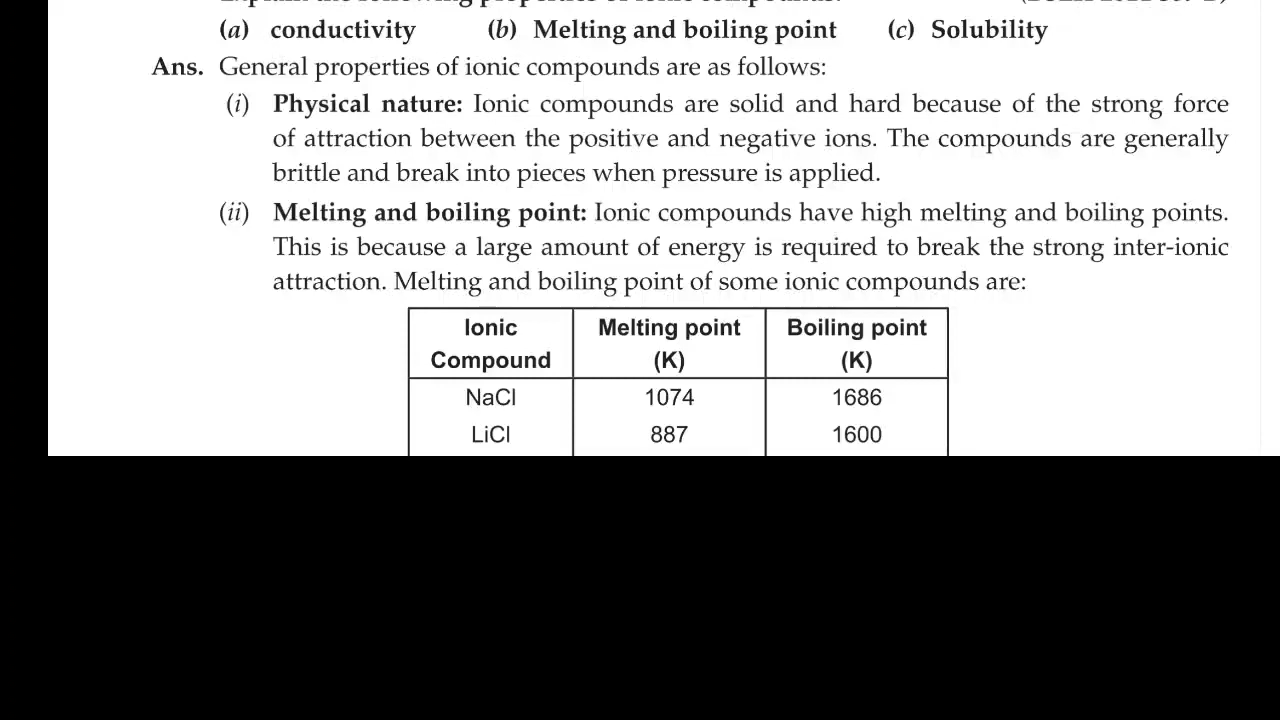 (a) conductivity (b) Melting and boiling point (c) Solubility
Ans. General properties of ionic compounds are as follows:
(i) Physical nature: Ionic compounds are solid and hard because of the strong force
of attraction between the positive and negative ions. The compounds are generally
brittle and break into pieces when pressure is applied.
(ii) Melting and boiling point: Ionic compounds have high melting and boiling points.
This is because a large amount of energy is required to break the strong inter-ionic
attraction. Melting and boiling point of some ionic compounds are:
Ionic Melting point Boiling point
Compound (K) (K)
NaCl 1074 1686
LiCl 887 1600